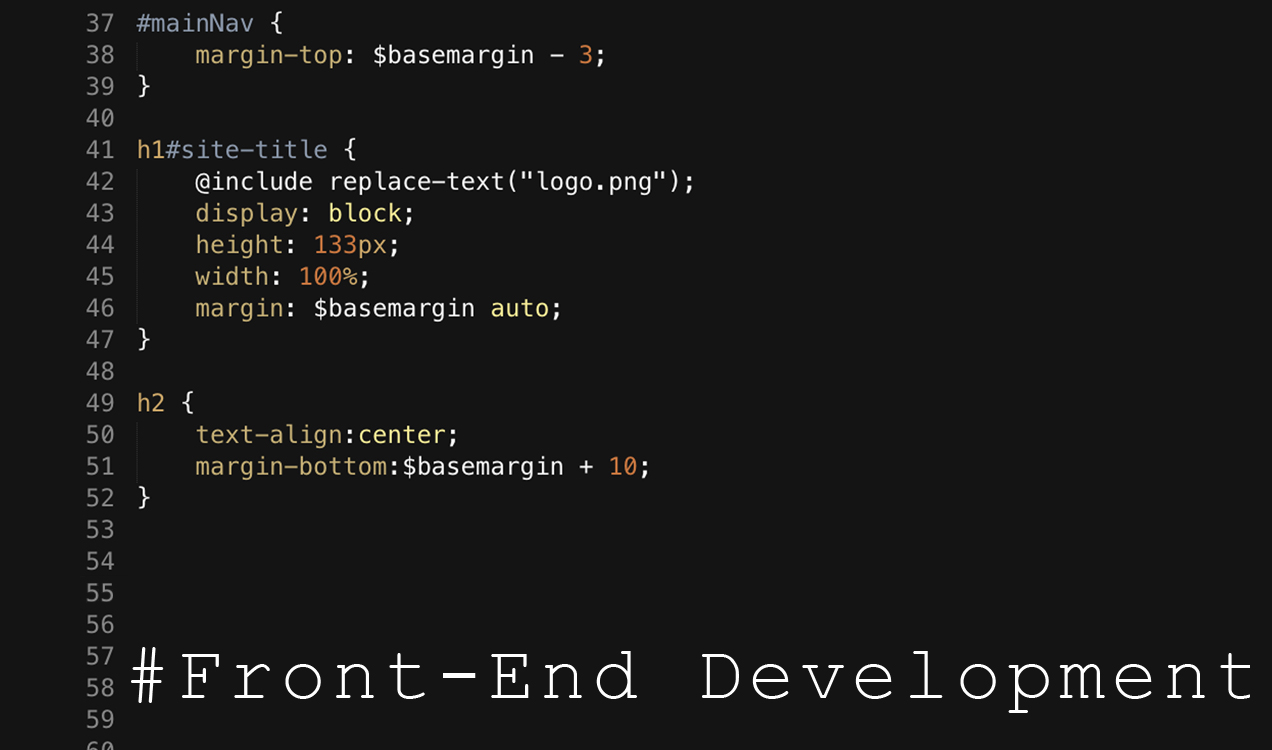 37 #mainNav {
38     margin-top: $basemargin - 3;
39 }
40
41 h1#site-title {
42     @include replace-text("logo.png");
43     display: block;
44     height: 133px;
45     width: 100%;
46     margin: $basemargin auto;
47 }
48
49 h2 {
50     text-align:center;
51     margin-bottom:$basemargin + 10;
52 }
53
54
55
56
57
#Front-End Development
58
59
60